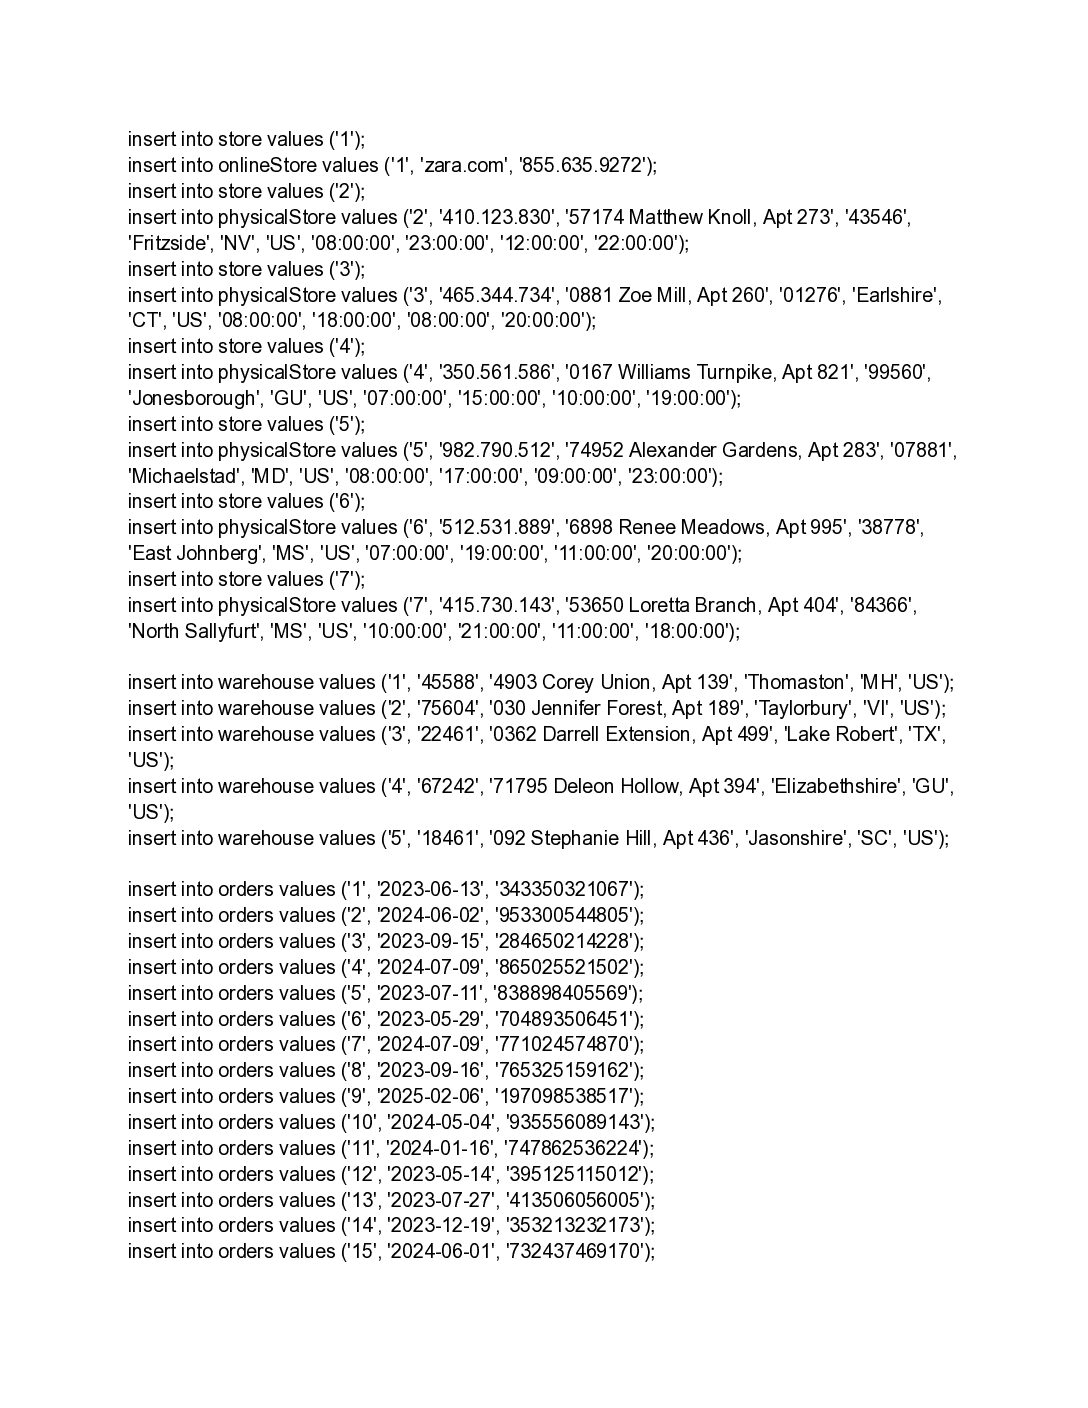 insert into store values ('1');
insert into onlineStore values ('1', 'zara.com', '855.635.9272');
insert into store values ('2');
insert into physicalStore values ('2', '410.123.830', '57174 Matthew Knoll, Apt 273', '43546',
'Fritzside', 'NV', 'US', '08:00:00', '23:00:00', '12:00:00', '22:00:00');
insert into store values ('3');
insert into physicalStore values ('3', '465.344.734', '0881 Zoe Mill, Apt 260', '01276', 'Earlshire',
'CT', 'US', '08:00:00', '18:00:00', '08:00:00', '20:00:00');
insert into store values ('4');
insert into physicalStore values ('4', '350.561.586', '0167 Williams Turnpike, Apt 821', '99560',
'Jonesborough', 'GU', 'US', '07:00:00', '15:00:00', '10:00:00', '19:00:00');
insert into store values ('5');
insert into physicalStore values ('5', '982.790.512', '74952 Alexander Gardens, Apt 283', '07881',
'Michaelstad', 'MD', 'US', '08:00:00', '17:00:00', '09:00:00', '23:00:00');
insert into store values ('6');
insert into physicalStore values ('6', '512.531.889', '6898 Renee Meadows, Apt 995', '38778',
'East Johnberg', 'MS', 'US', '07:00:00', '19:00:00', '11:00:00', '20:00:00');
insert into store values ('7');
insert into physicalStore values ('7', '415.730.143', '53650 Loretta Branch, Apt 404', '84366',
'North Sallyfurt', 'MS', 'US', '10:00:00', '21:00:00', '11:00:00', '18:00:00');
insert into warehouse values ('1', '45588', '4903 Corey Union, Apt 139', 'Thomaston', 'MH', 'US');
insert into warehouse values ('2', '75604', '030 Jennifer Forest, Apt 189', 'Taylorbury', 'VI', 'US');
insert into warehouse values ('3', '22461', '0362 Darrell Extension, Apt 499', 'Lake Robert', 'TX',
'US');
insert into warehouse values ('4', '67242', '71795 Deleon Hollow, Apt 394', 'Elizabethshire', 'GU',
'US');
insert into warehouse values ('5', '18461', '092 Stephanie Hill, Apt 436', 'Jasonshire', 'SC', 'US');
insert into orders values ('1', '2023-06-13', '343350321067');
insert into orders values ('2', '2024-06-02', '953300544805');
insert into orders values ('3', '2023-09-15', '284650214228');
insert into orders values ('4', '2024-07-09', '865025521502');
insert into orders values ('5', '2023-07-11', '838898405569');
insert into orders values ('6', '2023-05-29', '704893506451');
insert into orders values ('7', '2024-07-09', '771024574870');
insert into orders values ('8', '2023-09-16', '765325159162');
insert into orders values ('9', '2025-02-06', '197098538517');
insert into orders values ('10', '2024-05-04', '935556089143');
insert into orders values ('11', '2024-01-16', '747862536224');
insert into orders values ('12', '2023-05-14', '395125115012');
insert into orders values ('13', '2023-07-27', '413506056005');
insert into orders values ('14', '2023-12-19', '353213232173');
insert into orders values ('15', '2024-06-01', '732437469170');